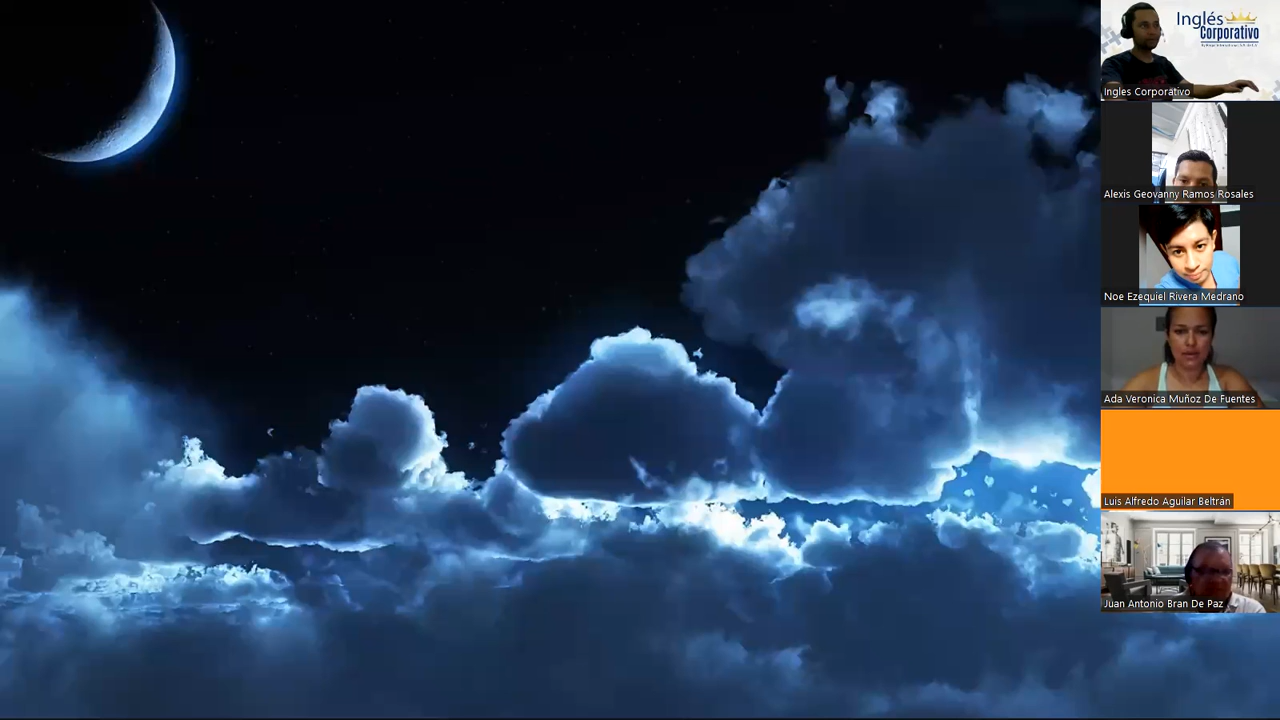 Inglés
Corporativo
Ingles Corporativo
Alexis Geovanny Ramos Rosales
Noe Ezequiel Rivera Medrano
Ada Veronica Muñoz De Fuentes
Luis Alfredo Aguilar Beltrán
Juan Antonio Bran De Paz